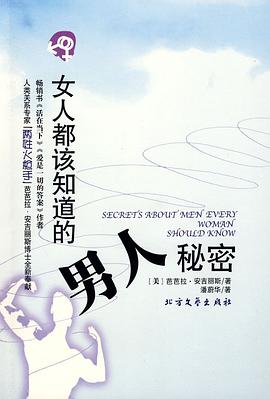 畅销书《活在当下》《爱是一切的答案》作者
人类关系专家"两性火箭手"芭芭拉·安吉丽斯博士全新奉献
女人都该知道的
男人秘密
SECRETS ABOUT MEN EVERY
WOMAN
SHOULD KNOW
[美]芭芭拉·安吉丽斯/著
潘蔚华/著
北方文艺出版社